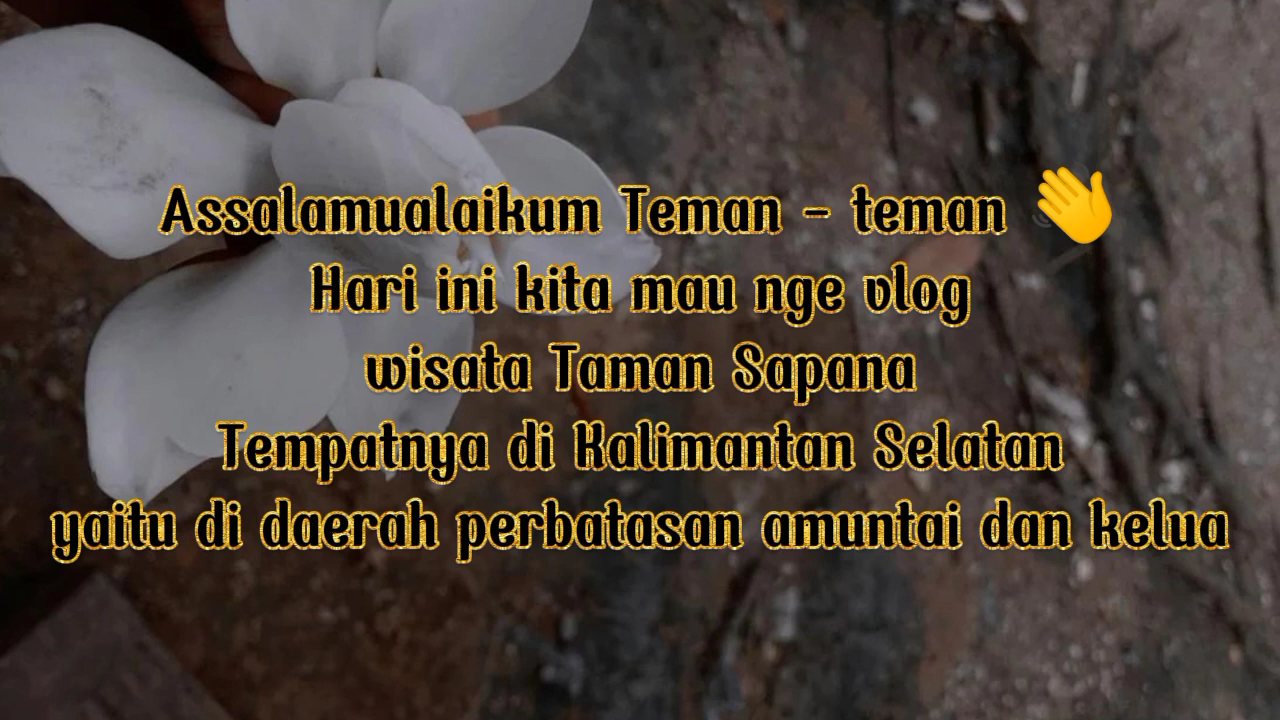 Assalamualaikum Teman - teman 👋
Hari ini kita mau nge vlog
wisata Taman Sapana
Tempatnya di Kalimantan Selatan
yaitu di daerah perbatasan amuntai dan kelua